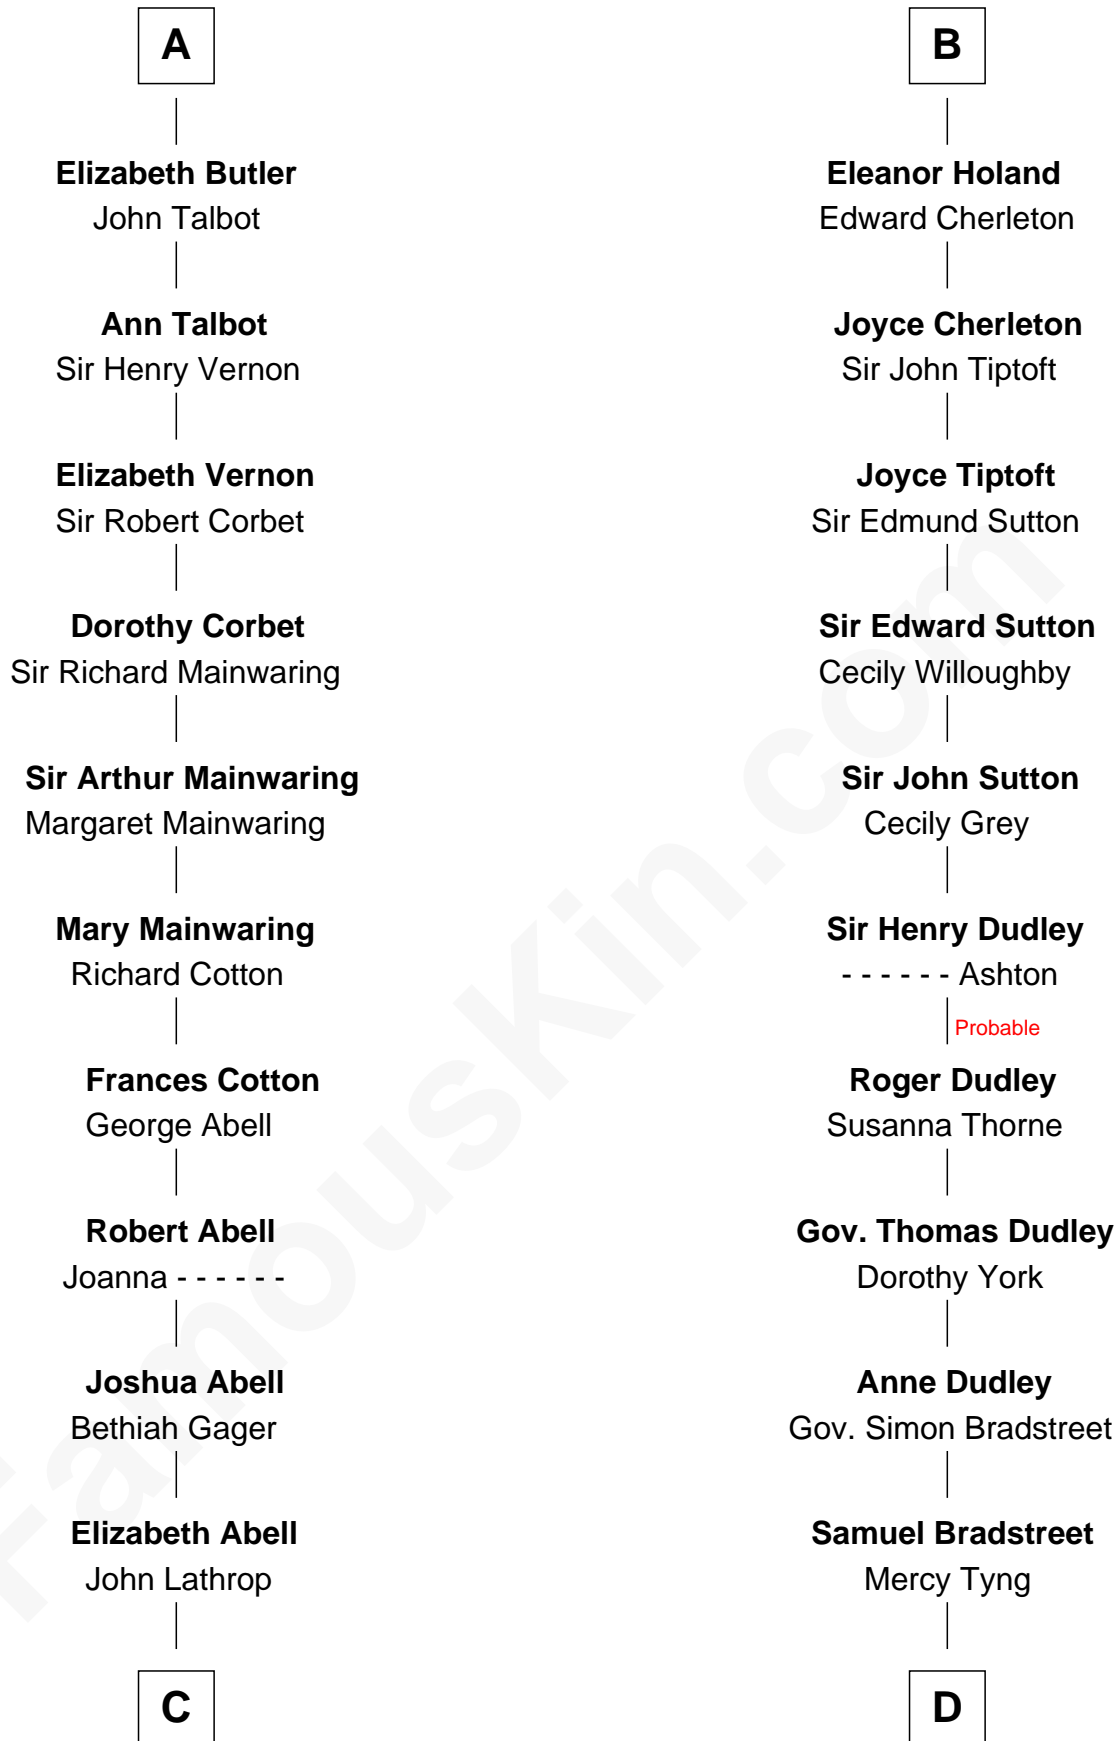 A
Elizabeth Butler
John Talbot
Ann Talbot
Sir Henry Vernon
Elizabeth Vernon
Sir Robert Corbet
Dorothy Corbet
Sir Richard Mainwaring
Sir Arthur Mainwaring
Margaret Mainwaring
Mary Mainwaring
Richard Cotton
Frances Cotton
George Abell
Robert Abell
Joanna - - - - - -
Joshua Abell
Bethiah Gager
Elizabeth Abell
John Lathrop
C
B
Eleanor Holand
Edward Cherleton
Joyce Cherleton
Sir John Tiptoft
Joyce Tiptoft
Sir Edmund Sutton
Sir Edward Sutton
Cecily Willoughby
Sir John Sutton
Cecily Grey
Sir Henry Dudley
- - - - - - Ashton
Probable
Roger Dudley
Susanna Thorne
Gov. Thomas Dudley
Dorothy York
Anne Dudley
Gov. Simon Bradstreet
Samuel Bradstreet
Mercy Tyng
D
FamousKin.com